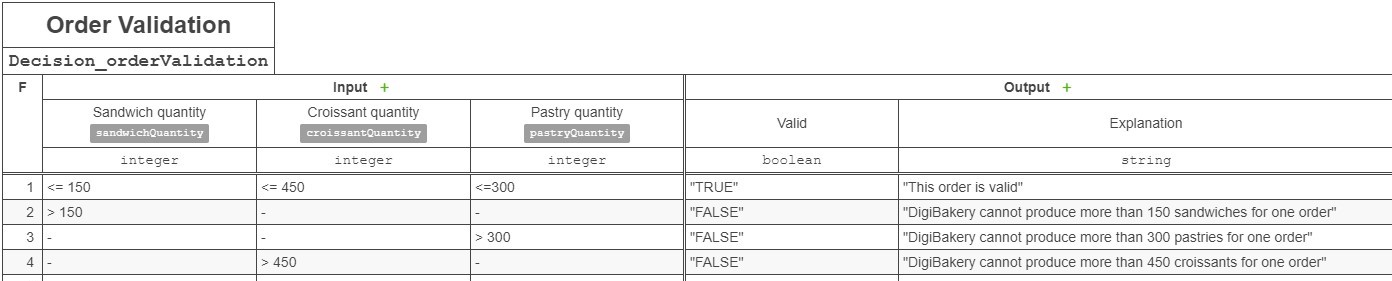 Order Validation
Decision_orderValidation
F Input + Output +
Sandwich quantity Croissant quantity Pastry quantity Valid Explanation
sandwichQuantity croissantQuantity pastryQuantity
integer integer integer boolean string
1 <= 150 <= 450 <=300 "TRUE" "This order is valid"
2 > 150 - - "FALSE" "DigiBakery cannot produce more than 150 sandwiches for one order"
3 - - > 300 "FALSE" "DigiBakery cannot produce more than 300 pastries for one order"
4 - > 450 - "FALSE" "DigiBakery cannot produce more than 450 croissants for one order"